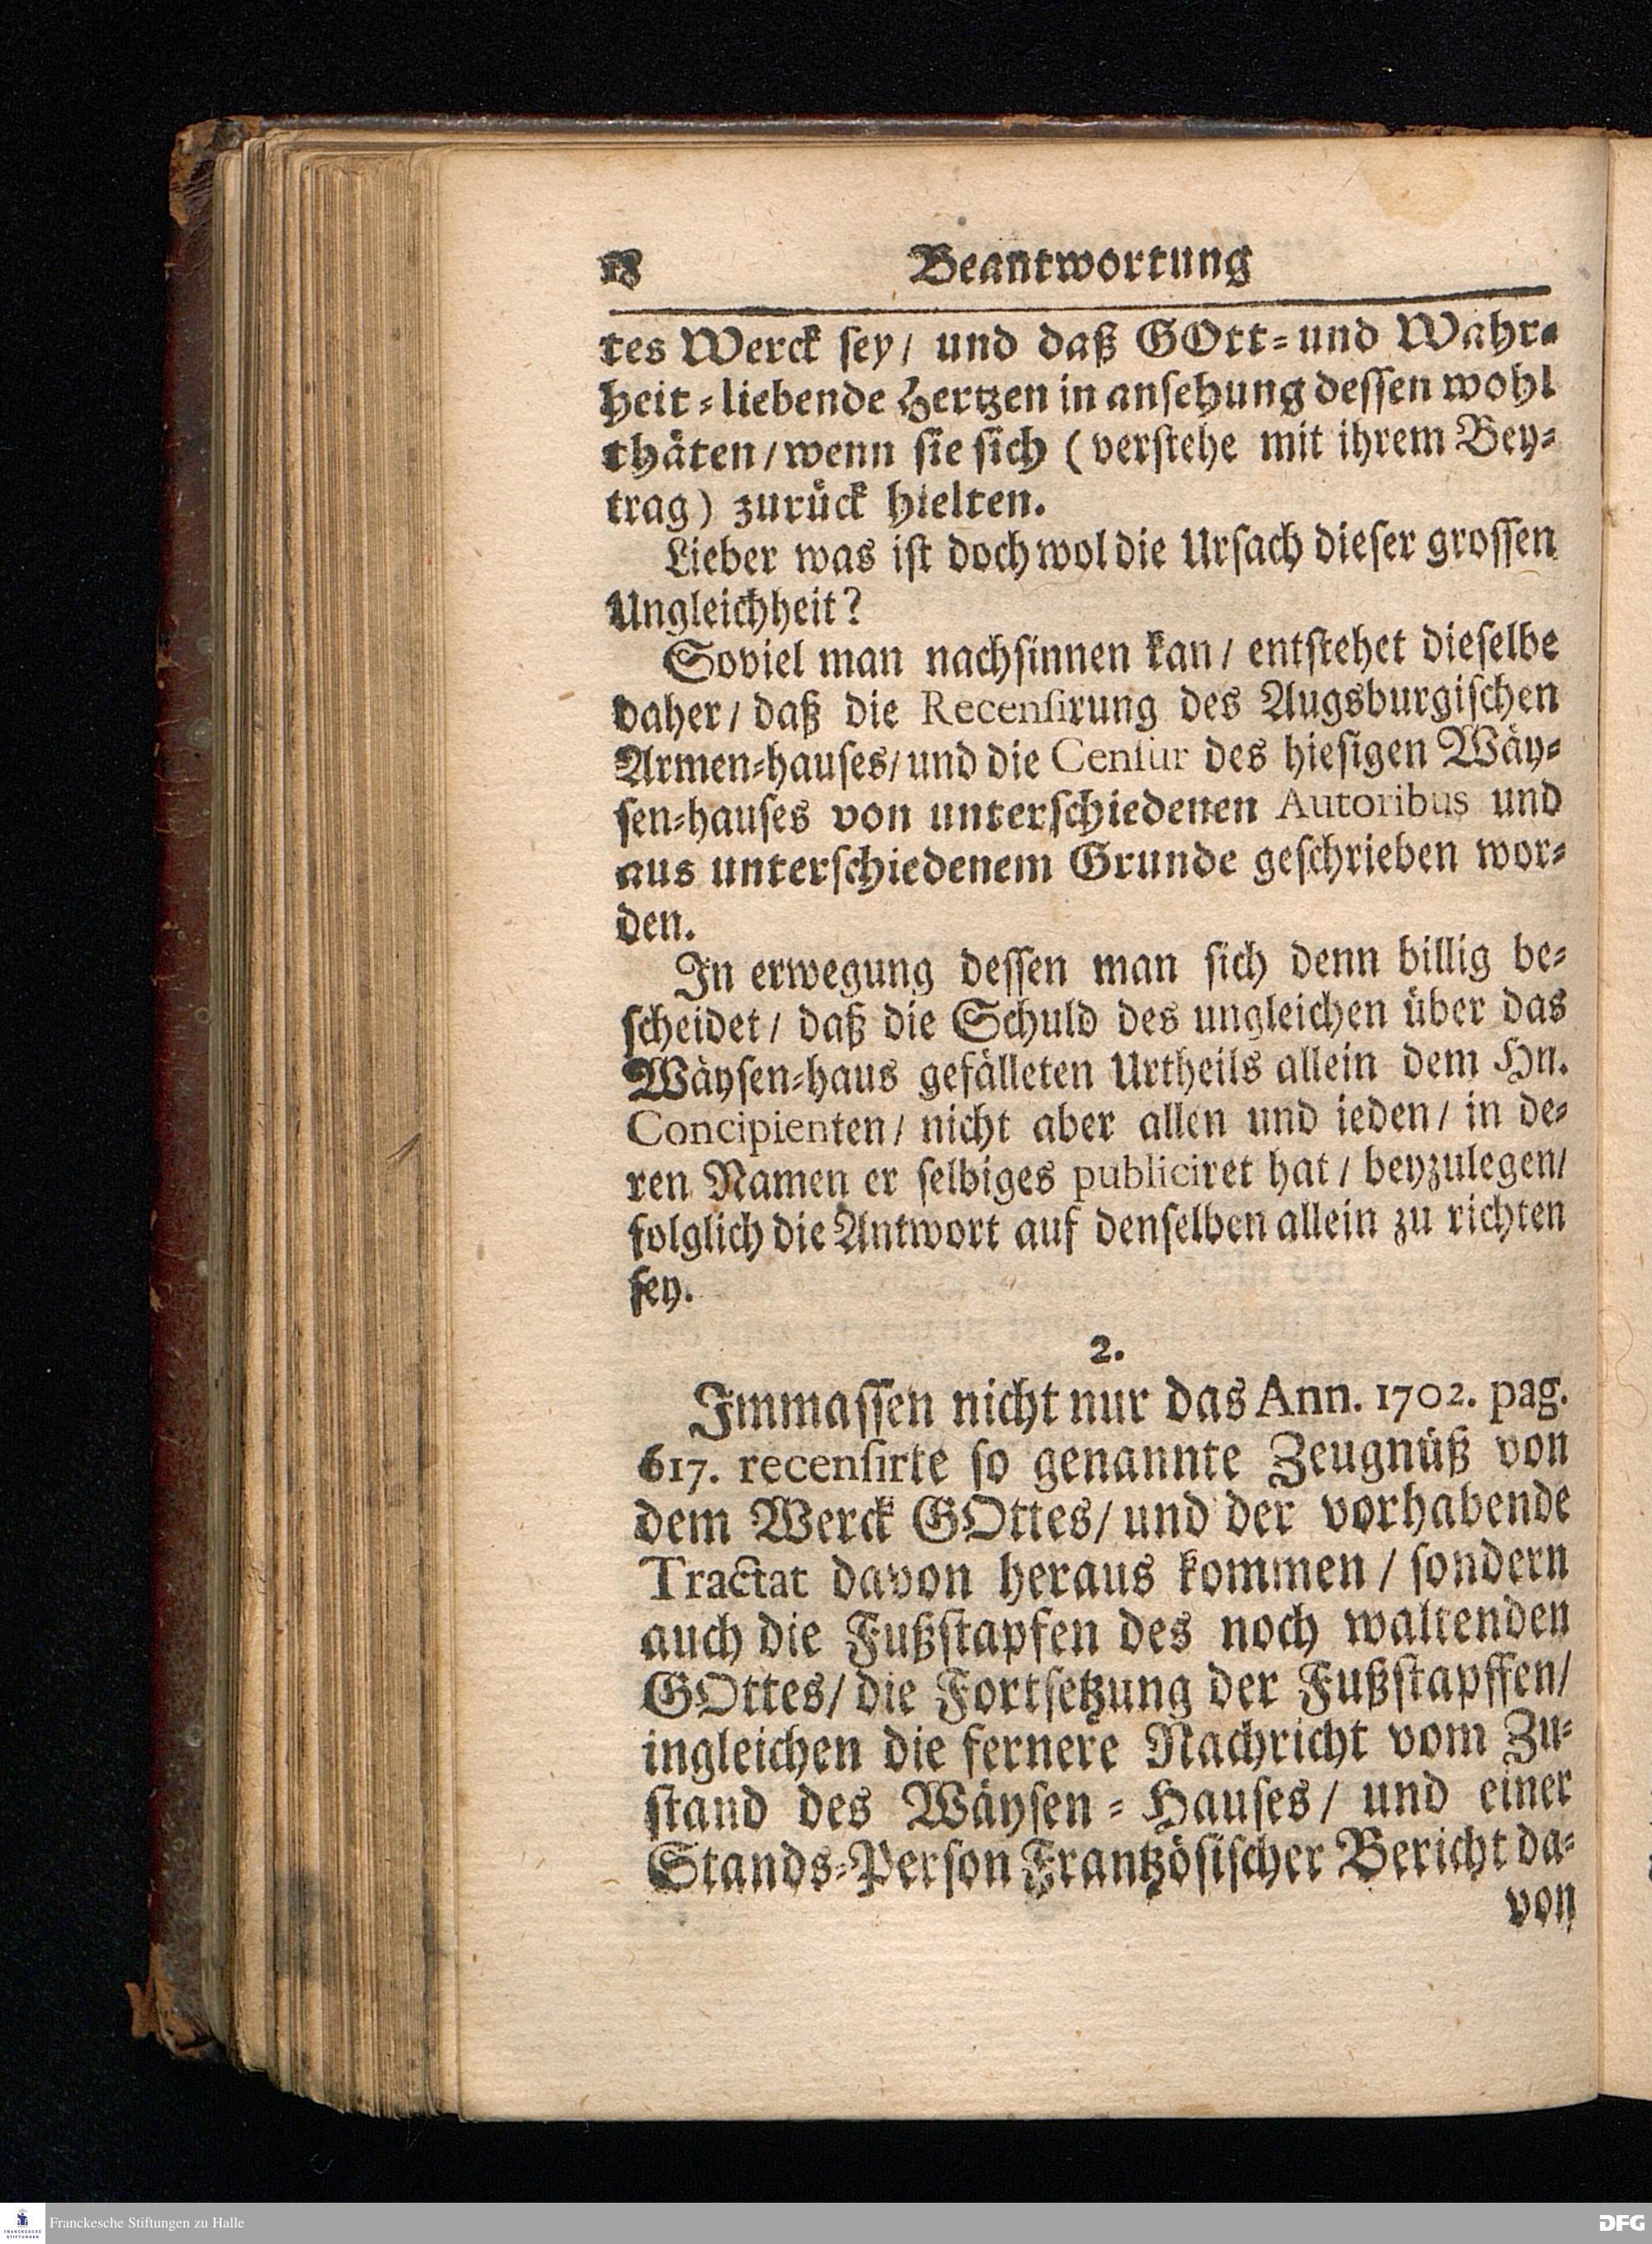 18 Beantwortung
tes Werck sey/ und daß GOtt-und Wahr-
heit-liebende Hertzen in ansehung dessen wohl
thäten/wenn sie sich (verstehe mit ihrem Bey-
trag) zurück hielten.
Lieber was ist doch wol die Ursach dieser grossen
Ungleichheit?
Soviel man nachsinnen kan/ entstehet dieselbe
daher/ daß die Recensirung des Augsburgischen
Armen-hauses/und die Censur des hiesigen Wäy-
sen-hauses von unterschiedenen Autoribus und
aus unterschiedenem Grunde geschrieben wor-
den.
In erwegung dessen man sich denn billig be-
scheidet/ daß die Schuld des ungleichen über das
Wäysen-haus gefälleten Urtheils allein dem Hn.
Concipienten/ nicht aber allen und ieden/ in de-
ren Namen er selbiges publiciret hat/ beyzulegen/
folglich die Antwort auf denselben allein zu richten
sey.
2.
Immassen nicht nur das Ann. 1702. pag.
617. recensirte so genannte Zeugnüß von
dem Werck GOttes/ und der vorhabende
Tractat davon heraus kommen/ sondern
auch die Fußstapfen des noch waltenden
GOttes/ die Fortsetzung der Fußstapffen/
ingleichen die fernere Nachricht vom Zu-
stand des Wäysen-Hauses/ und einer
Stands-Person Frantzösischer Bericht da-
von
Franckesche Stiftungen zu Halle
DFG
FRANCKESCHE
STIFTUNGEN